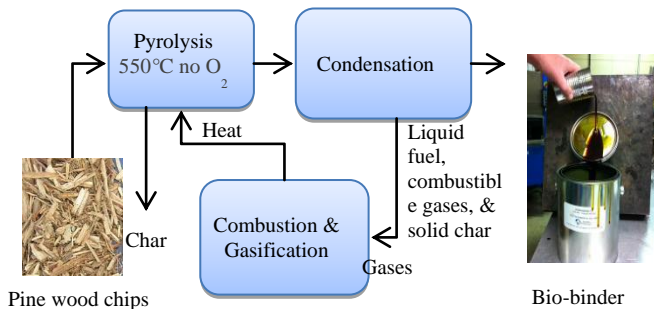 Pyrolysis
550℃ no O2
Condensation
Heat
Liquid
fuel,
combustibl
e gases, &
solid char
Combustion &
Gasification
Char
Gases
Pine wood chips
Bio-binder